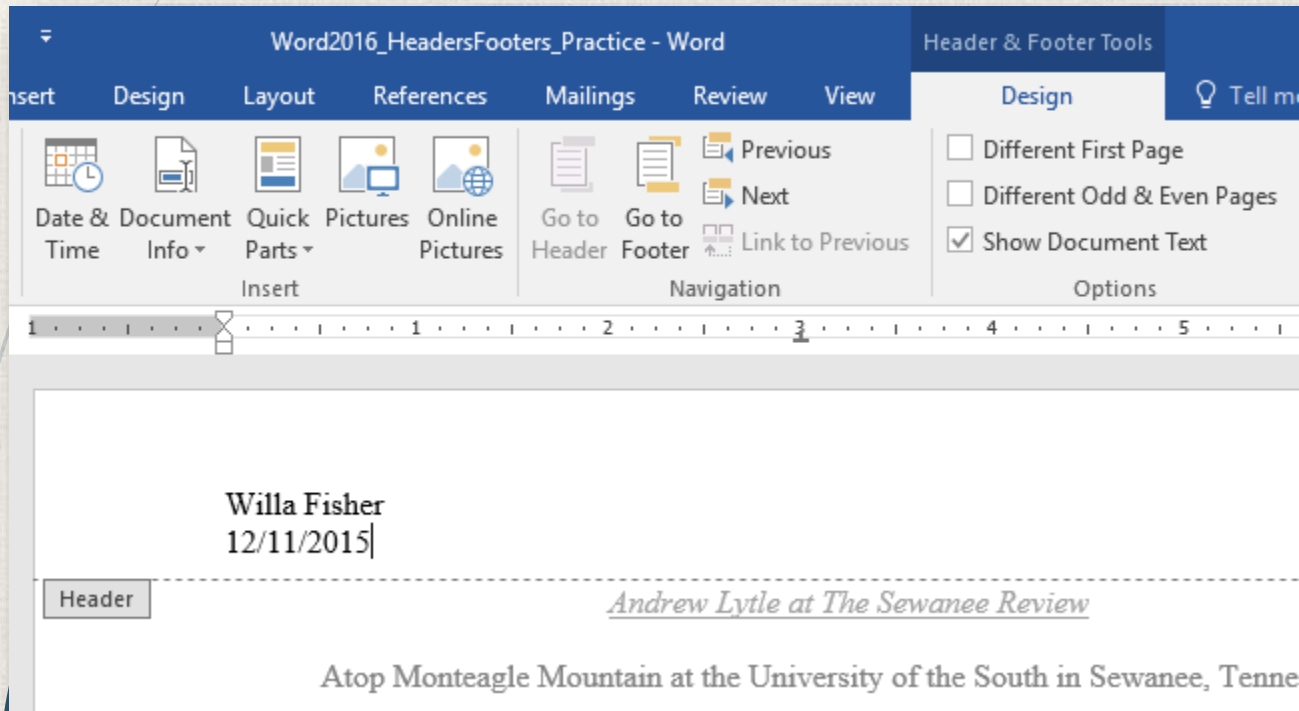 Word2016_HeadersFooters_Practice - Word
Header & Footer Tools
nsert Design Layout References Mailings Review View Design Tell me
Date & Time
Document Info
Quick Parts
Pictures
Online Pictures
Insert
Go to Header
Go to Footer
Previous
Next
Link to Previous
Navigation
Different First Page
Different Odd & Even Pages
Show Document Text
Options
1 1 2 3 4 5
Willa Fisher
12/11/2015
Header
Andrew Lytle at The Sewanee Review
Atop Monteagle Mountain at the University of the South in Sewanee, Tenne